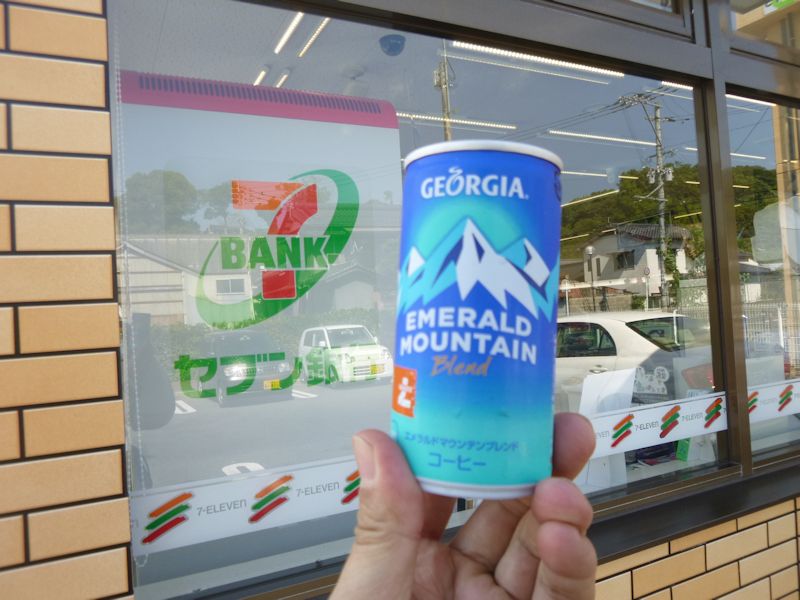 7
BANK
セブン銀
GEORGIA
EMERALD
MOUNTAIN
Blend
エメラルドマウンテンブレンド
コーヒー
7-ELEVEN
7-ELEVEN
7-ELEVEN